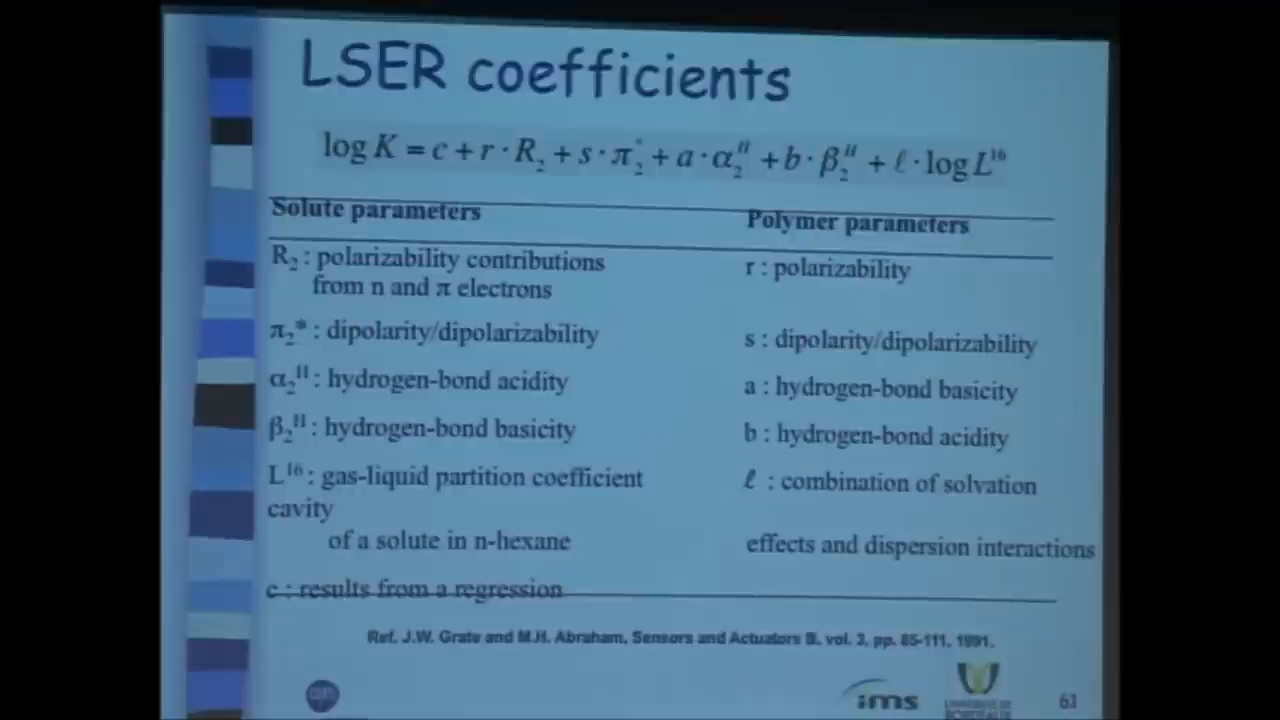 LSER coefficients
log K = c + r · R₂ + s · π₂* + a · α₂ᴴ + b · β₂ᴴ + ℓ · log L¹⁶
Solute parameters Polymer parameters
R₂ : polarizability contributions r : polarizability
from n and π electrons
π₂* : dipolarity/dipolarizability s : dipolarity/dipolarizability
α₂ᴴ : hydrogen-bond acidity a : hydrogen-bond basicity
β₂ᴴ : hydrogen-bond basicity b : hydrogen-bond acidity
L¹⁶ : gas-liquid partition coefficient ℓ : combination of solvation
cavity
of a solute in n-hexane effects and dispersion interactions
c : results from a regression
Ref. J.W. Grate and M.H. Abraham, Sensors and Actuators B, vol. 3, pp. 85-111, 1991.
ims
61